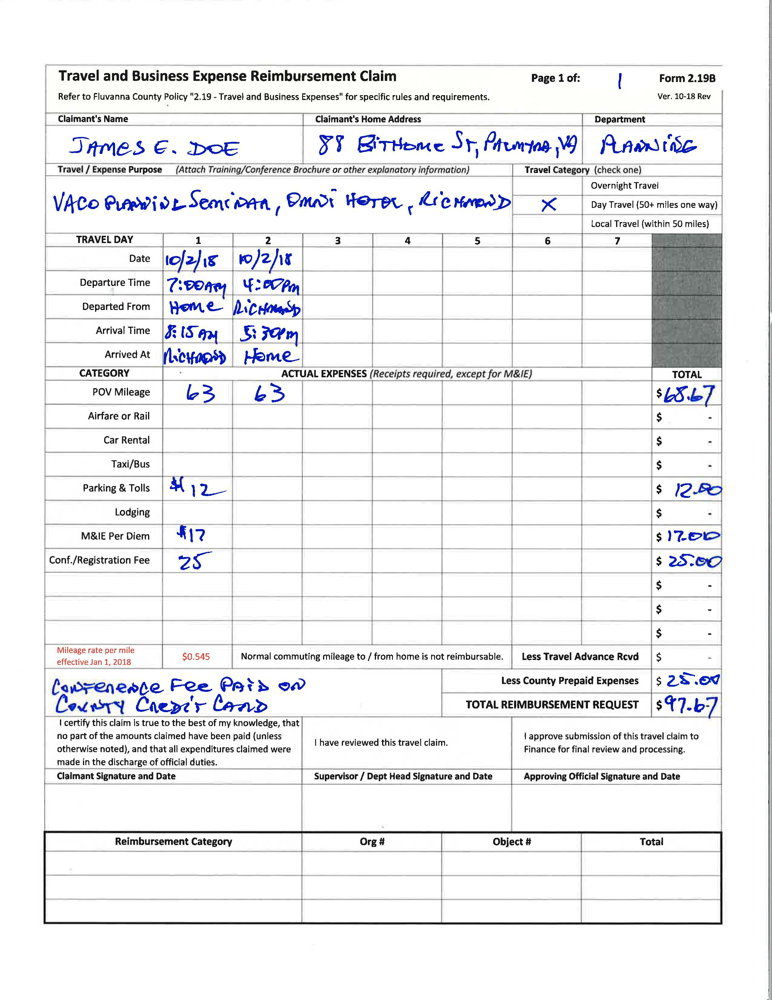 Travel and Business Expense Reimbursement Claim Page 1 of: 1 Form 2.19B
Refer to Fluvanna County Policy "2.19 - Travel and Business Expenses" for specific rules and requirements. Ver. 10-18 Rev
Claimant's Name Claimant's Home Address Department
JAMES E. DOE 88 BITHOME ST, PALMYRA, VA PLANNING
Travel / Expense Purpose (Attach Training/Conference Brochure or other explanatory information) Travel Category (check one)
Overnight Travel
VACO PLANNING SEMINAR, OMNI HOTEL, RICHMOND X Day Travel (50+ miles one way)
Local Travel (within 50 miles)
TRAVEL DAY 1 2 3 4 5 6 7
Date 10/2/18 10/2/18
Departure Time 7:00AM 4:00PM
Departed From HOME RICHMOND
Arrival Time 8:15AM 5:30PM
Arrived At RICHMOND HOME
CATEGORY ACTUAL EXPENSES (Receipts required, except for M&IE) TOTAL
POV Mileage 63 63 $68.67
Airfare or Rail $ -
Car Rental $ -
Taxi/Bus $ -
Parking & Tolls $12 $ 12.00
Lodging $ -
M&IE Per Diem $17 $ 17.00
Conf./Registration Fee 25 $ 25.00
$ -
$ -
$ -
Mileage rate per mile
effective Jan 1, 2018 $0.545 Normal commuting mileage to / from home is not reimbursable. Less Travel Advance Rcvd $ -
CONFERENCE FEE PAID ON Less County Prepaid Expenses $ 25.00
COUNTY CREDIT CARD TOTAL REIMBURSEMENT REQUEST $97.67
I certify this claim is true to the best of my knowledge, that
no part of the amounts claimed have been paid (unless
otherwise noted), and that all expenditures claimed were
made in the discharge of official duties.
I have reviewed this travel claim.
I approve submission of this travel claim to
Finance for final review and processing.
Claimant Signature and Date Supervisor / Dept Head Signature and Date Approving Official Signature and Date
Reimbursement Category Org # Object # Total